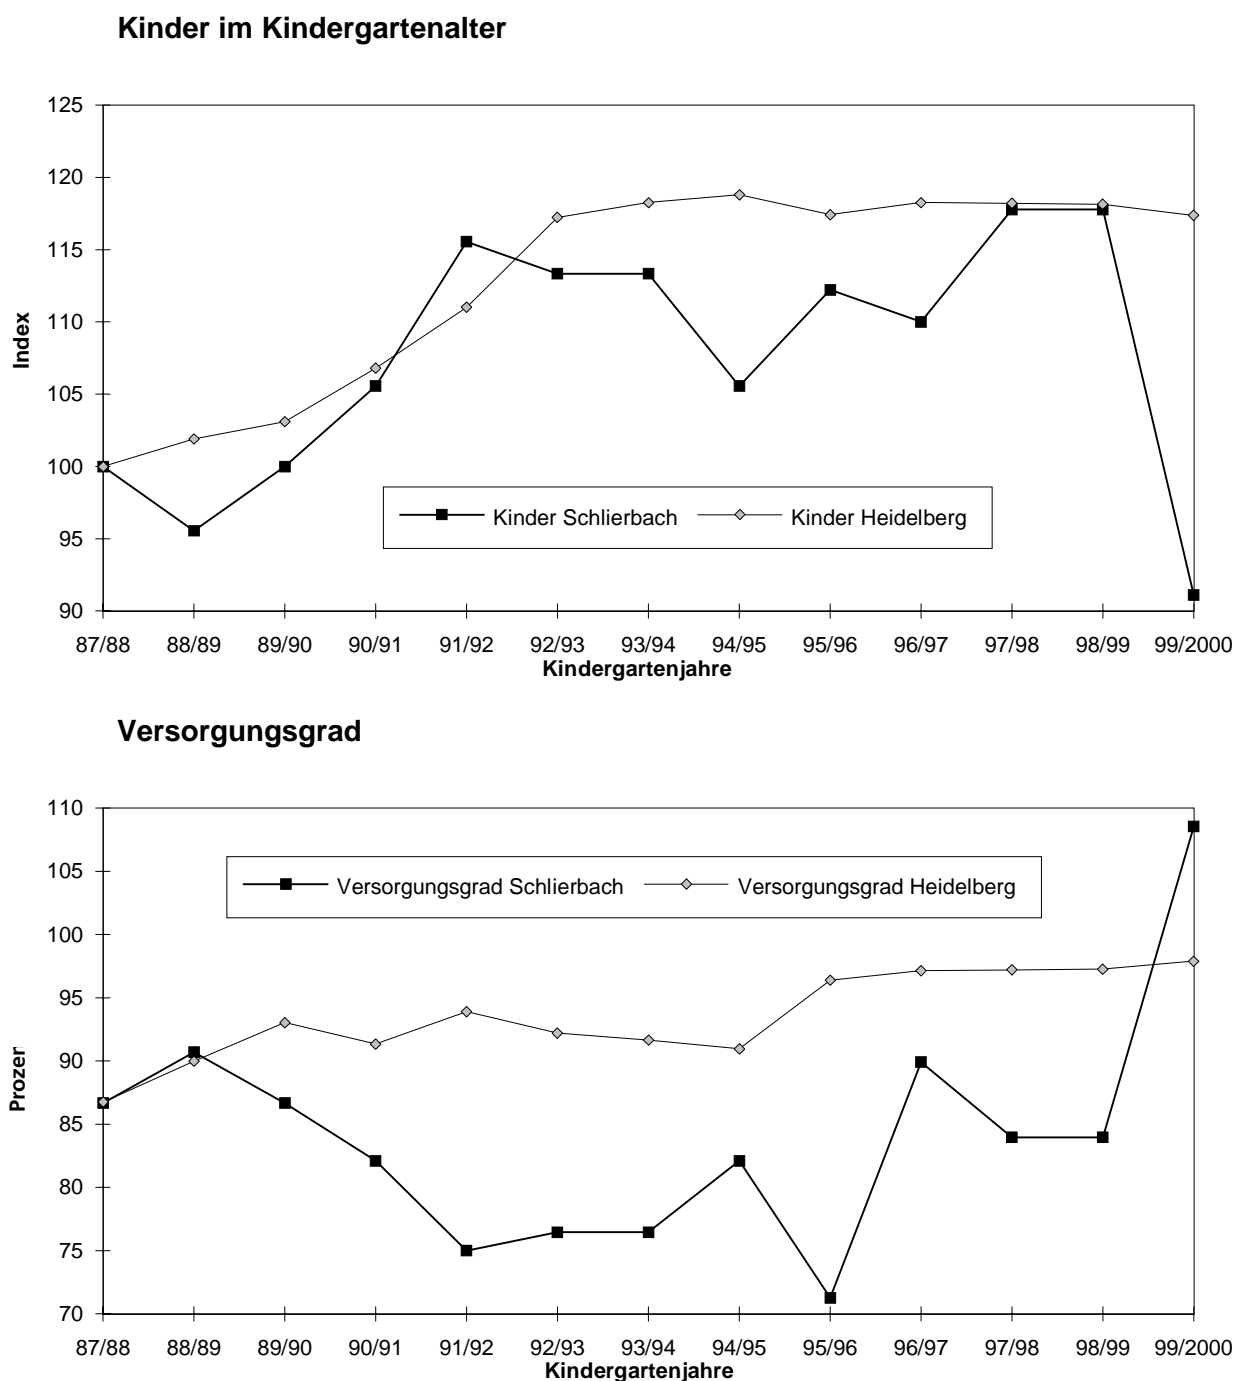 Kinder im Kindergartenalter
125
120
115
110
105
100
95
90
Index
Kinder Schlierbach Kinder Heidelberg
87/88 88/89 89/90 90/91 91/92 92/93 93/94 94/95 95/96 96/97 97/98 98/99 99/2000
Kindergartenjahre
Versorgungsgrad
110
105
100
95
90
85
80
75
70
Prozen
Versorgungsgrad Schlierbach Versorgungsgrad Heidelberg
87/88 88/89 89/90 90/91 91/92 92/93 93/94 94/95 95/96 96/97 97/98 98/99 99/2000
Kindergartenjahre